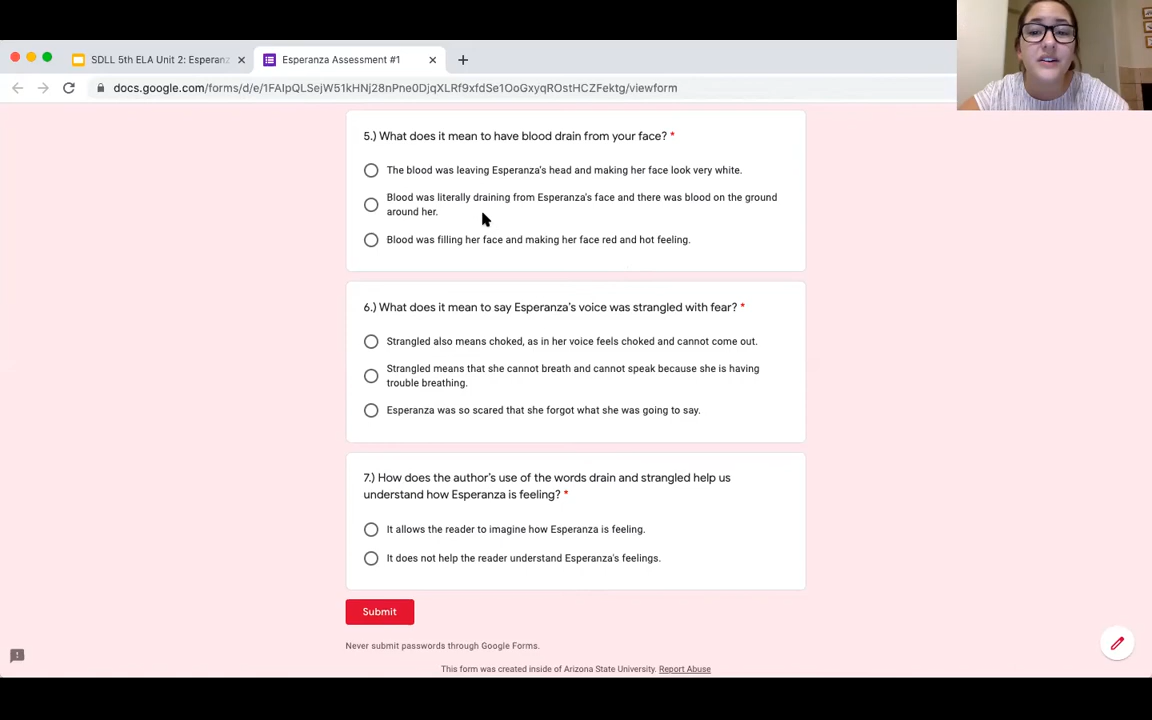 SDLL 5th ELA Unit 2: Esperanz
Esperanza Assessment #1
docs.google.com/forms/d/e/1FAIpQLSejW51kHNj28nPne0DjqXLRf9xfdSe1OoGxyqROstHCZFektg/viewform
5.) What does it mean to have blood drain from your face? *
The blood was leaving Esperanza's head and making her face look very white.
Blood was literally draining from Esperanza's face and there was blood on the ground
around her.
Blood was filling her face and making her face red and hot feeling.
6.) What does it mean to say Esperanza's voice was strangled with fear? *
Strangled also means choked, as in her voice feels choked and cannot come out.
Strangled means that she cannot breath and cannot speak because she is having
trouble breathing.
Esperanza was so scared that she forgot what she was going to say.
7.) How does the author's use of the words drain and strangled help us
understand how Esperanza is feeling? *
It allows the reader to imagine how Esperanza is feeling.
It does not help the reader understand Esperanza's feelings.
Submit
Never submit passwords through Google Forms.
This form was created inside of Arizona State University. Report Abuse